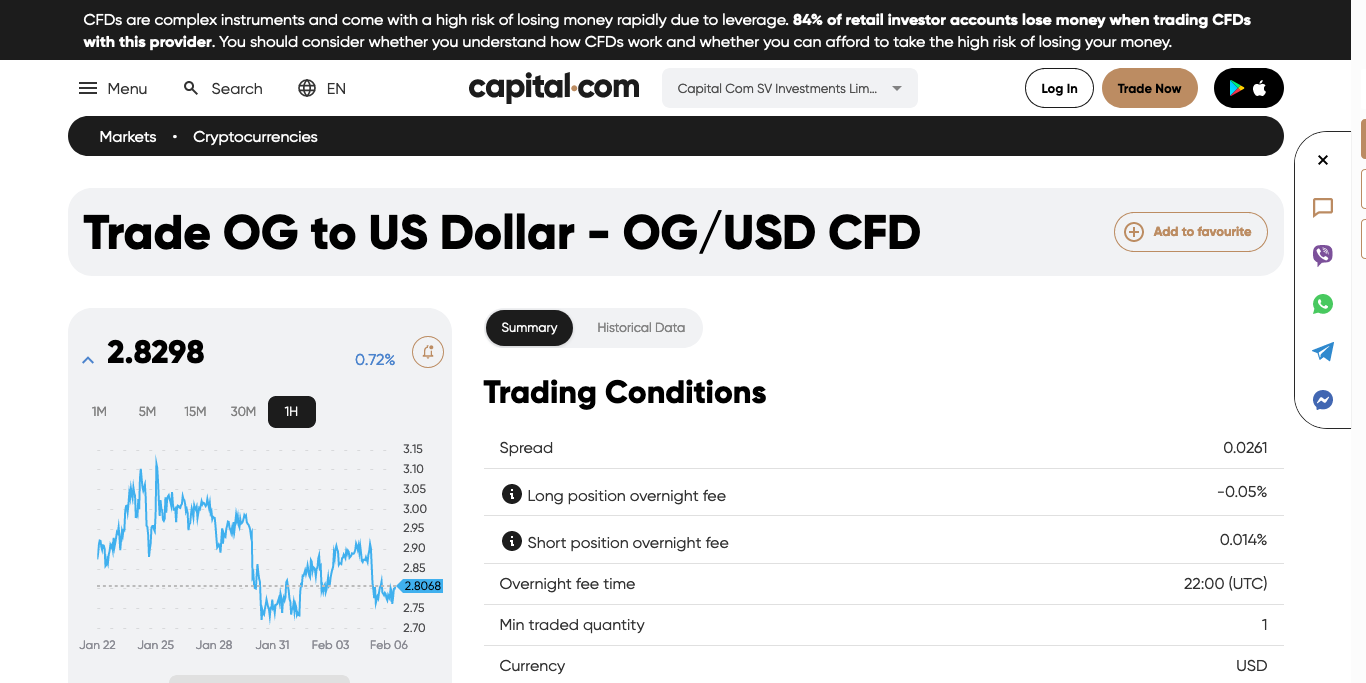 CFDs are complex instruments and come with a high risk of losing money rapidly due to leverage. 84% of retail investor accounts lose money when trading CFDs
with this provider. You should consider whether you understand how CFDs work and whether you can afford to take the high risk of losing your money.
Menu
Search
EN
capital.com
Capital Com SV Investments Lim...
Log In
Trade Now
Markets • Cryptocurrencies
Trade OG to US Dollar - OG/USD CFD
Add to favourite
2.8298
0.72%
1M 5M 15M 30M 1H
3.15
3.10
3.05
3.00
2.95
2.90
2.85
2.8068
2.75
2.70
Jan 22 Jan 25 Jan 28 Jan 31 Feb 03 Feb 06
Summary Historical Data
Trading Conditions
Spread 0.0261
Long position overnight fee -0.05%
Short position overnight fee 0.014%
Overnight fee time 22:00 (UTC)
Min traded quantity 1
Currency USD